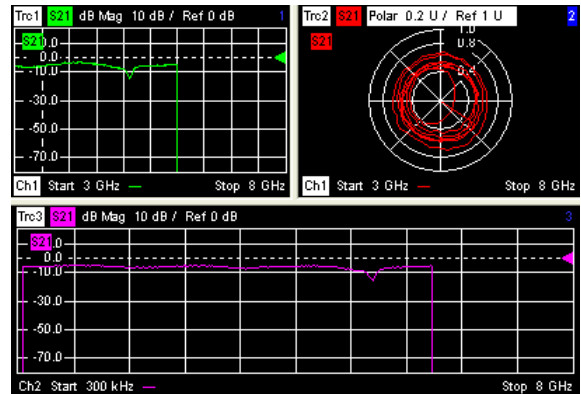 Trc1 S21 dB Mag 10 dB / Ref 0 dB 1
S21 0.0
0.0
-10.0
-30.0
-50.0
-70.0
Ch1 Start 3 GHz — Stop 8 GHz
Trc2 S21 Polar 0.2 U / Ref 1 U 2
S21
1.0
0.8
0.4
Ch1 Start 3 GHz — Stop 8 GHz
Trc3 S21 dB Mag 10 dB / Ref 0 dB 3
S21 .0
0.0
-10.0
-30.0
-50.0
-70.0
Ch2 Start 300 kHz — Stop 8 GHz